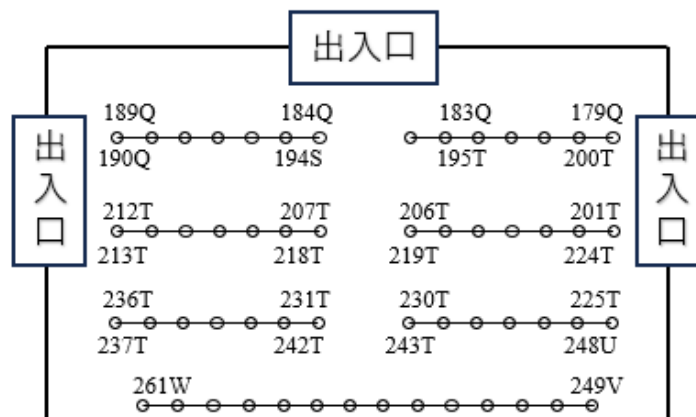 出入口
189Q 184Q 183Q 179Q
出入口
出入口
190Q 194S 195T 200T
212T 207T 206T 201T
213T 218T 219T 224T
236T 231T 230T 225T
237T 242T 243T 248U
261W 249V